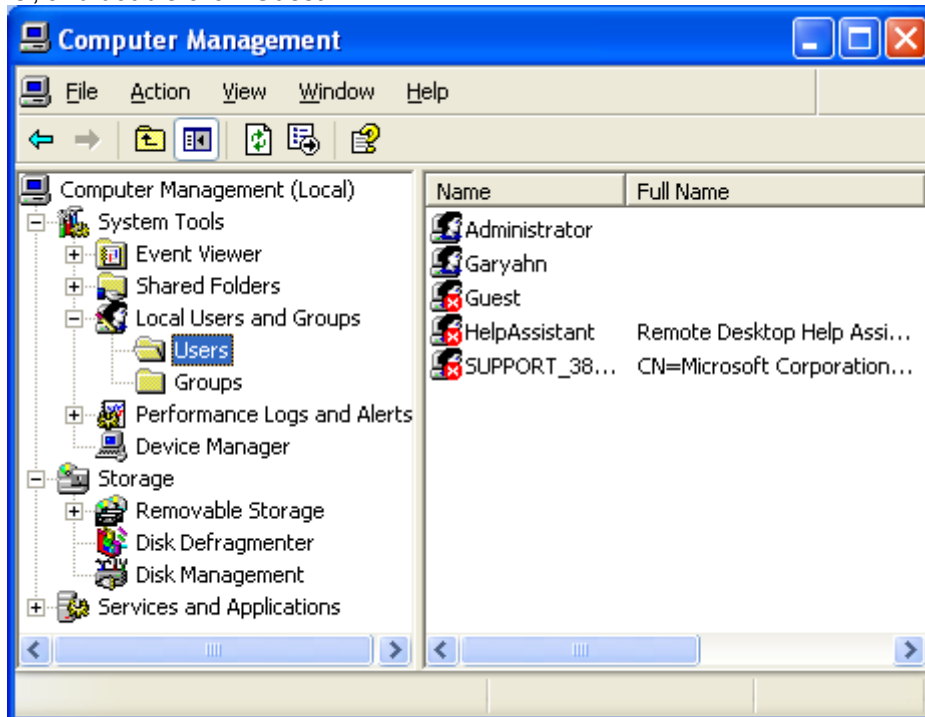 Computer Management
File Action View Window Help
Computer Management (Local)
System Tools
Event Viewer
Shared Folders
Local Users and Groups
Users
Groups
Performance Logs and Alerts
Device Manager
Storage
Removable Storage
Disk Defragmenter
Disk Management
Services and Applications
Name Full Name
Administrator
Garyahn
Guest
HelpAssistant Remote Desktop Help Assi...
SUPPORT_38... CN=Microsoft Corporation...